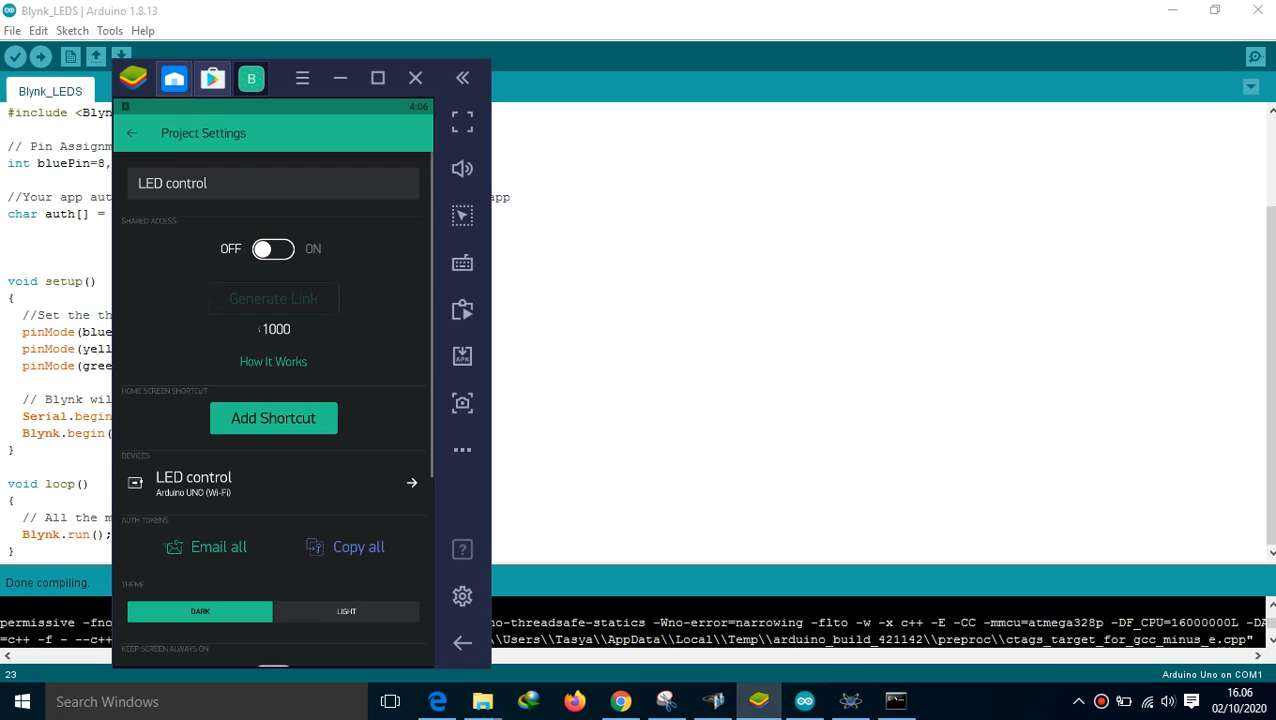 Blynk_LEDS | Arduino 1.8.13
File Edit Sketch Tools Help
Blynk_LEDS
#include <Blyn
// Pin Assignm
int bluePin=8,
//Your app aut
app
char auth[] =
void setup()
{
//Set the th
pinMode(blue
pinMode(yell
pinMode(gree
// Blynk wil
Serial.begin
Blynk.begin(
}
void loop()
{
// All the m
Blynk.run();
}
B
4:06
Project Settings
LED control
SHARED ACCESS
OFF ON
Generate Link
1000
How It Works
HOME SCREEN SHORTCUT
Add Shortcut
DEVICES
LED control
Arduino UNO (Wi-Fi)
AUTH TOKENS
Email all Copy all
THEME
DARK LIGHT
KEEP SCREEN ALWAYS ON
APK
?
Done compiling.
permissive -fno
no-threadsafe-statics -Wno-error=narrowing -flto -w -x c++ -E -CC -mmcu=atmega328p -DF_CPU=16000000L -DA
=c++ -f - --c++
\Users\\Tasya\\AppData\\Local\\Temp\\arduino_build_421142\\preproc\\ctags_target_for_gcc_minus_e.cpp"
23
Arduino Uno on COM1
Search Windows
16.06
02/10/2020